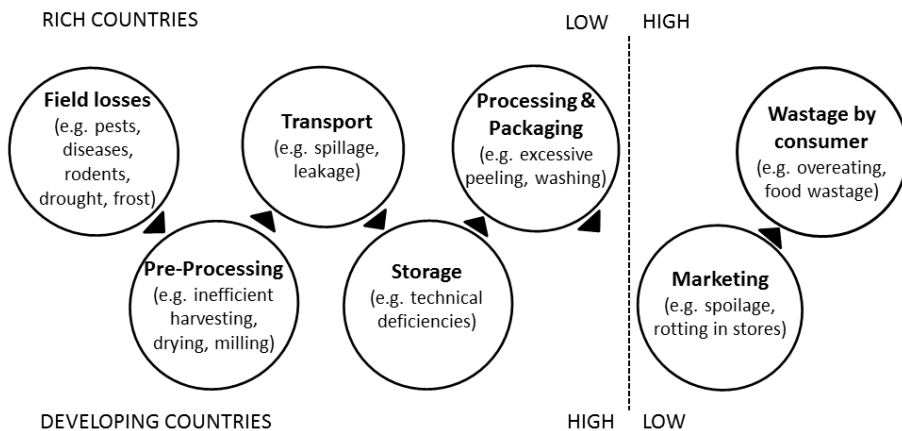 RICH COUNTRIES
LOW
HIGH
Field losses
(e.g. pests,
diseases,
rodents,
drought, frost)
Pre-Processing
(e.g. inefficient
harvesting,
drying, milling)
Transport
(e.g. spillage,
leakage)
Storage
(e.g. technical
deficiencies)
Processing &
Packaging
(e.g. excessive
peeling, washing)
Marketing
(e.g. spoilage,
rotting in stores)
Wastage by
consumer
(e.g. overeating,
food wastage)
DEVELOPING COUNTRIES
HIGH
LOW